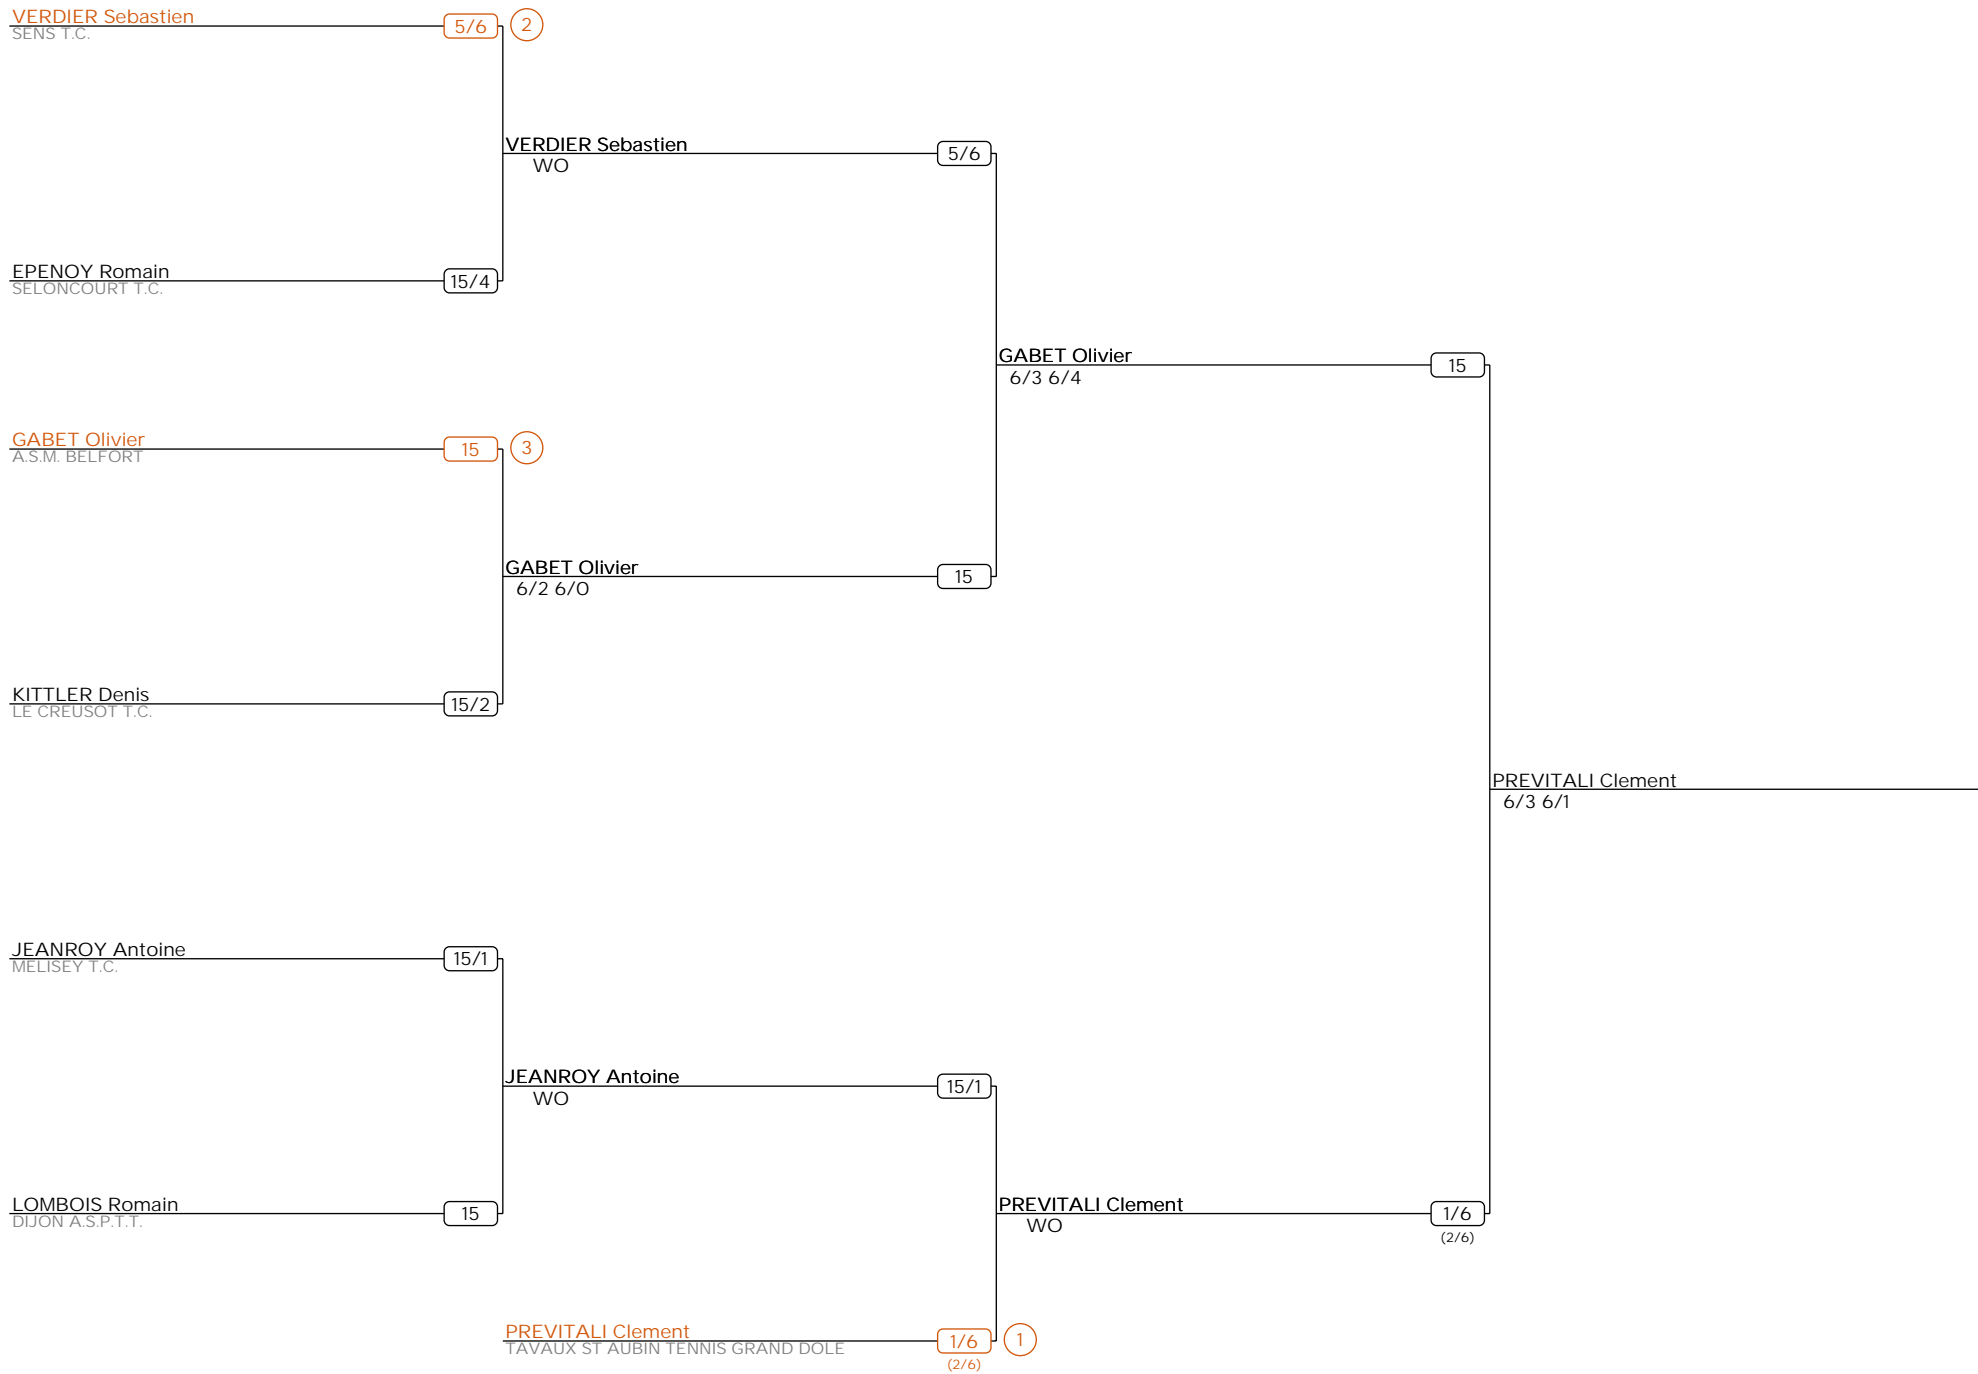 VERDIER Sebastien
SENS T.C.
5/6
2
VERDIER Sebastien
WO
5/6
EPENOY Romain
SELONCOURT T.C.
15/4
GABET Olivier
6/3 6/4
15
GABET Olivier
A.S.M. BELFORT
15
3
GABET Olivier
6/2 6/0
15
KITTLER Denis
LE CREUSOT T.C.
15/2
PREVITALI Clement
6/3 6/1
JEANROY Antoine
MELISEY T.C.
15/1
JEANROY Antoine
WO
15/1
LOMBOIS Romain
DIJON A.S.P.T.T.
15
PREVITALI Clement
WO
1/6
(2/6)
PREVITALI Clement
TAVAUX ST AUBIN TENNIS GRAND DOLE
1/6
(2/6)
1